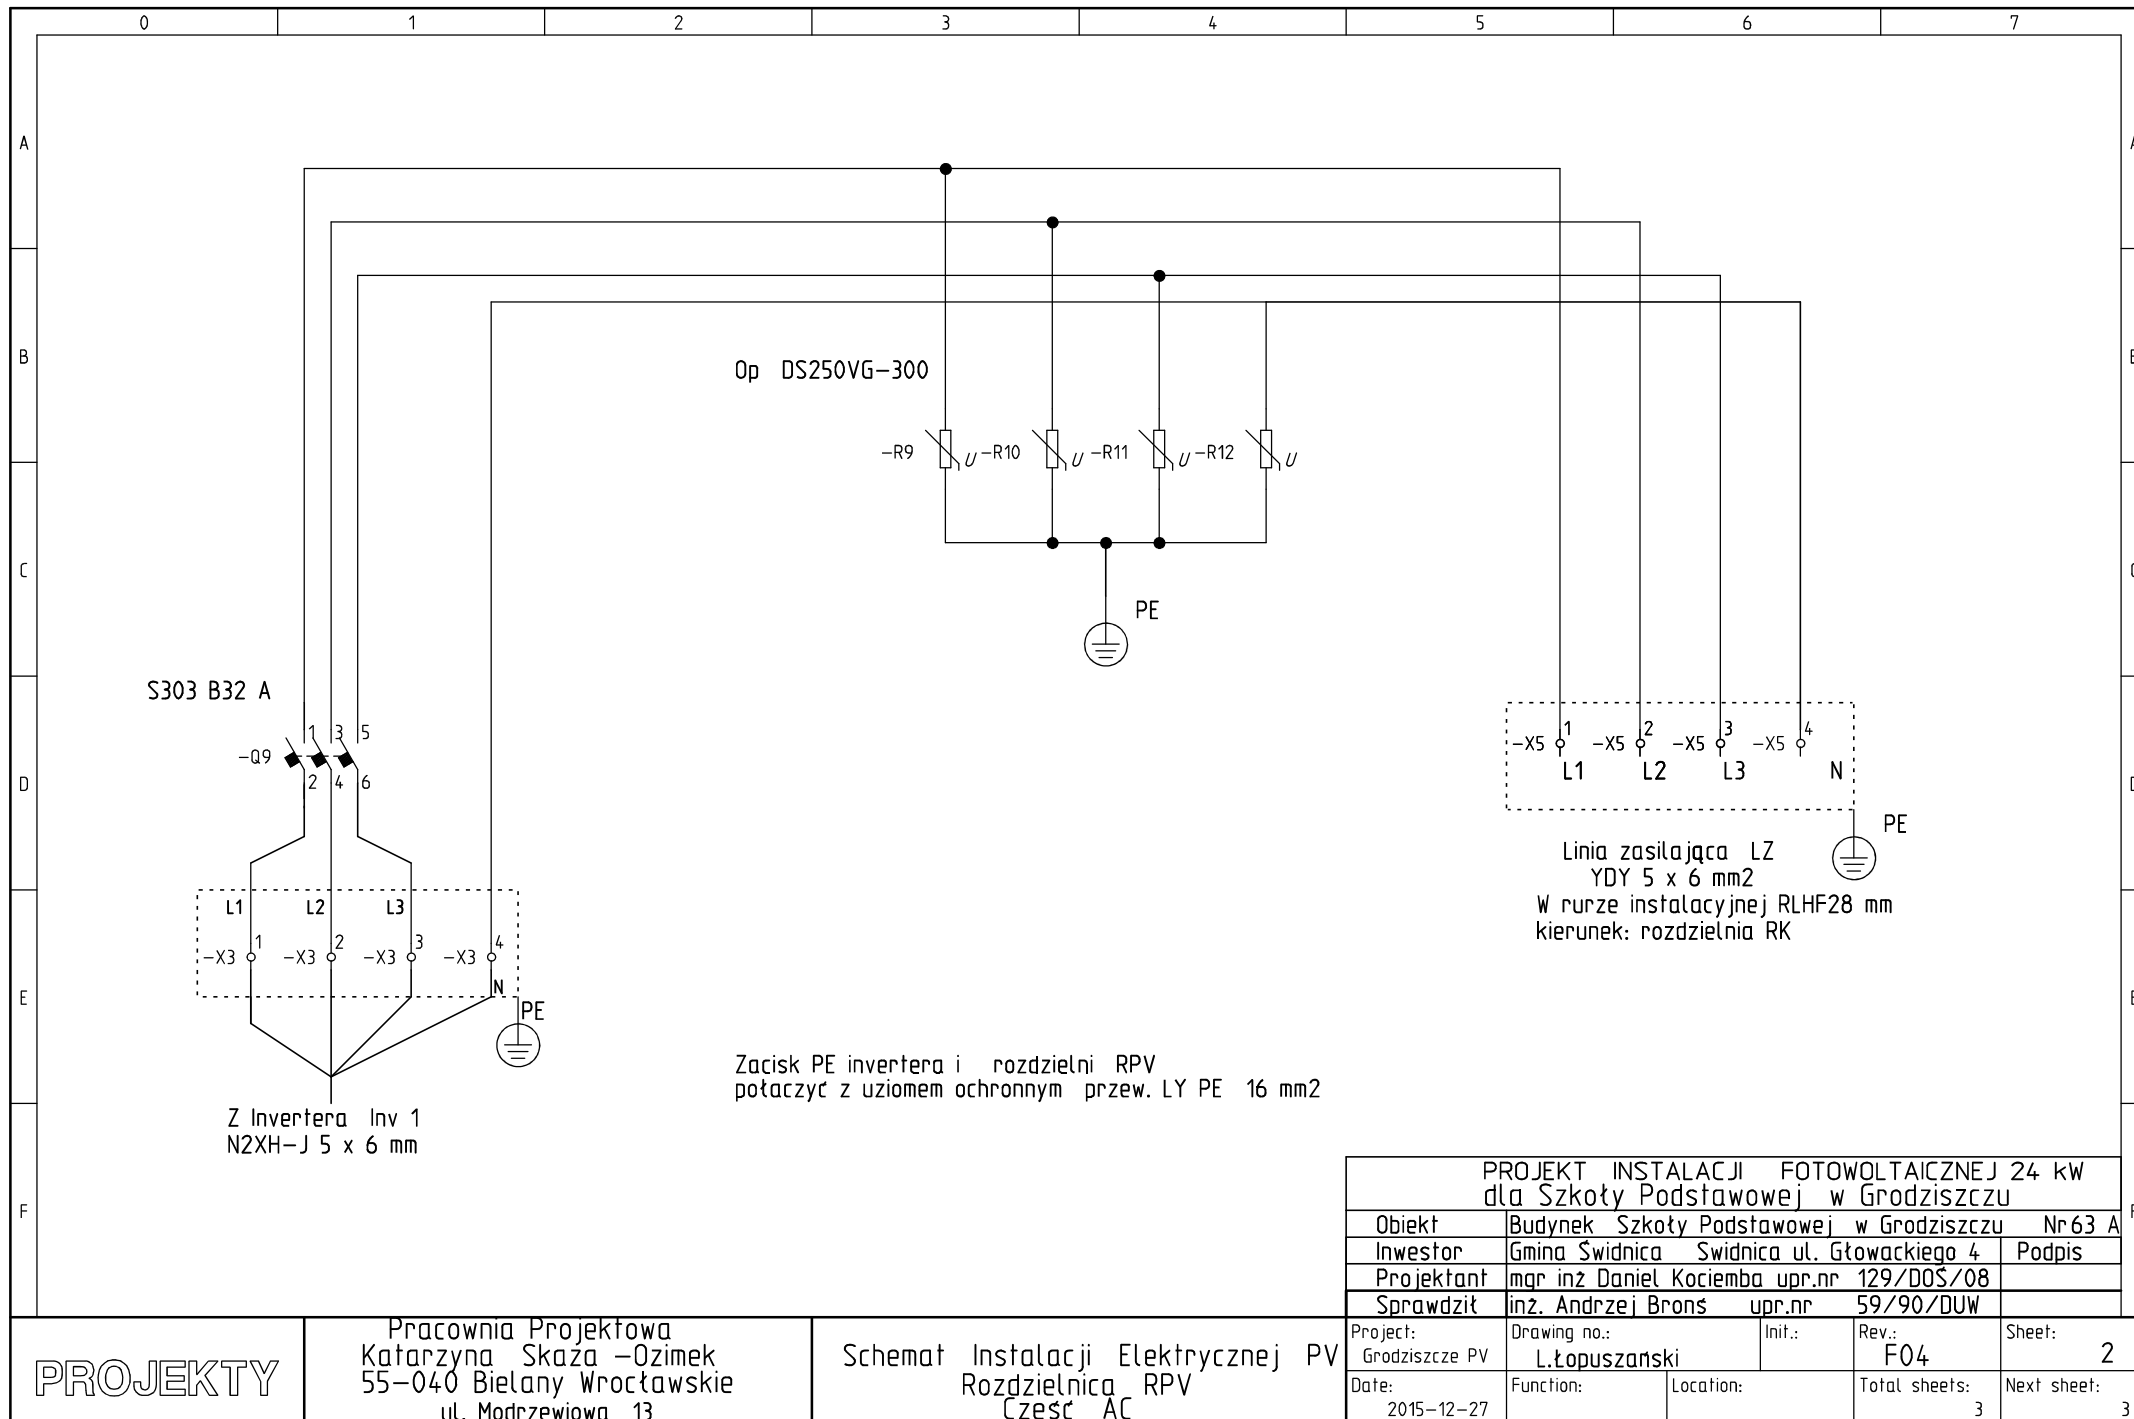 0 1 2 3 4 5 6 7
A
B
C
D
E
F
Op DS250VG-300
-R9 U -R10 U -R11 U -R12 U
PE
S303 B32 A
-Q9
1 3 5
2 4 6
L1 L2 L3
-X3 1 -X3 2 -X3 3 -X3 4
N
PE
Z Invertera Inv 1
N2XH-J 5 x 6 mm
-X5 1 -X5 2 -X5 3 -X5 4
L1 L2 L3 N
PE
Linia zasilająca LZ
YDY 5 x 6 mm2
W rurze instalacyjnej RLHF28 mm
kierunek: rozdzielnia RK
Zacisk PE invertera i rozdzielni RPV
połaczyć z uziomem ochronnym przew. LY PE 16 mm2
PROJEKT INSTALACJI FOTOWOLTAICZNEJ 24 kW
dla Szkoły Podstawowej w Grodziszczu
Obiekt Budynek Szkoły Podstawowej w Grodziszczu Nr63 A
Inwestor Gmina Świdnica Swidnica ul. Głowackiego 4 Podpis
Projektant mgr inż Daniel Kociemba upr.nr 129/DOŚ/08
Sprawdził inż. Andrzej Bronś upr.nr 59/90/DUW
PROJEKTY
Pracownia Projektowa
Katarzyna Skaza -Ozimek
55-040 Bielany Wrocławskie
ul. Modrzewiowa 13
Schemat Instalacji Elektrycznej PV
Rozdzielnica RPV
Cześć AC
Project: Grodziszcze PV
Drawing no.: L.Łopuszański
Init.:
Rev.: F04
Sheet: 2
Date: 2015-12-27
Function:
Location:
Total sheets: 3
Next sheet: 3